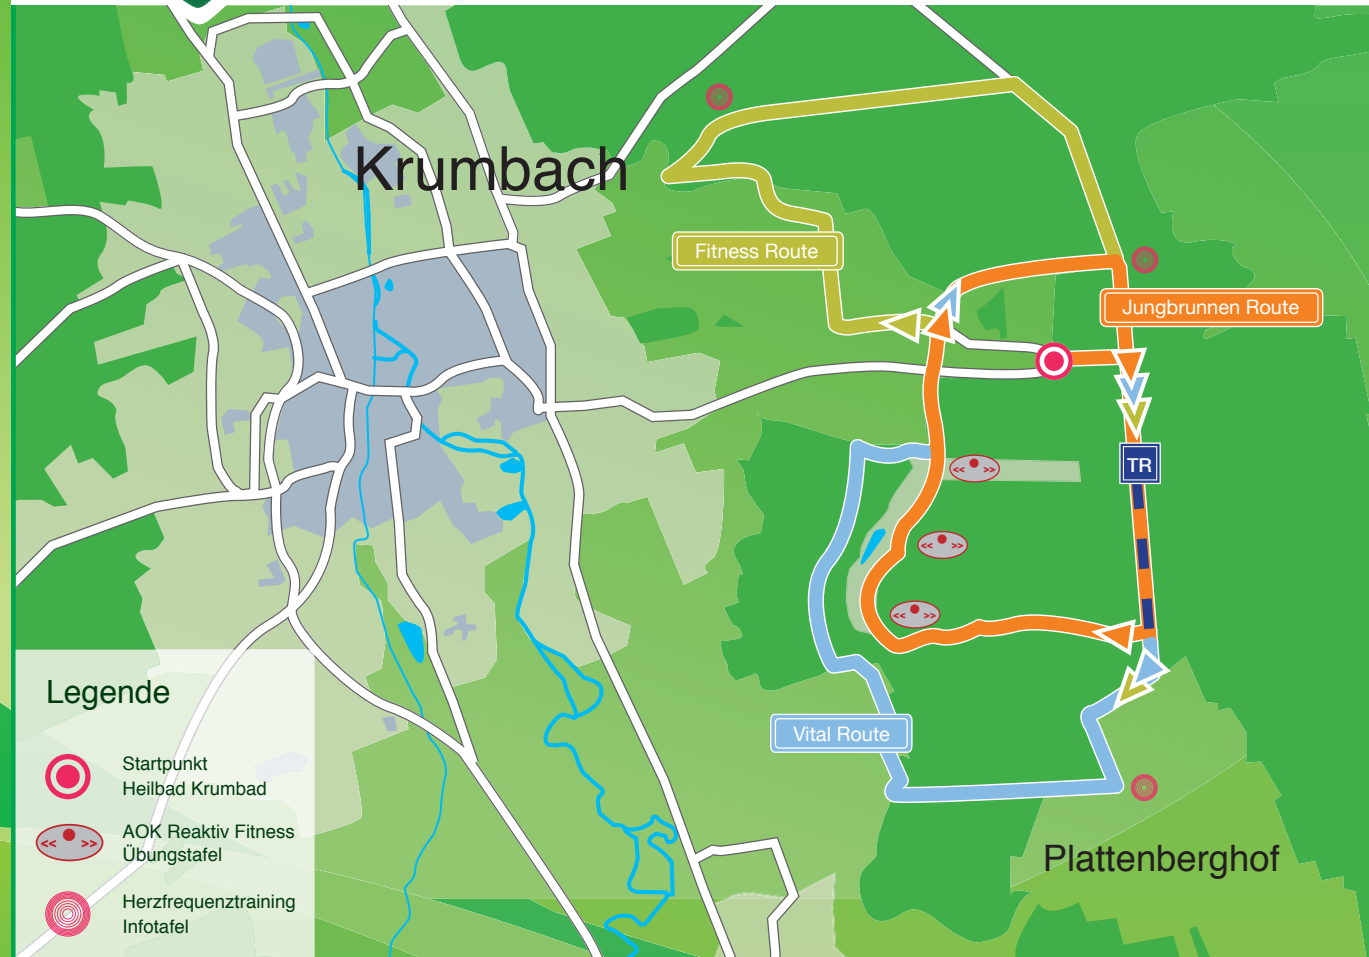 Krumbach
Fitness Route
Jungbrunnen Route
TR
<< >>
<< >>
<< >>
Vital Route
Plattenberghof
Legende
Startpunkt
Heilbad Krumbad
<< >>
AOK Reaktiv Fitness
Übungstafel
Herzfrequenztraining
Infotafel